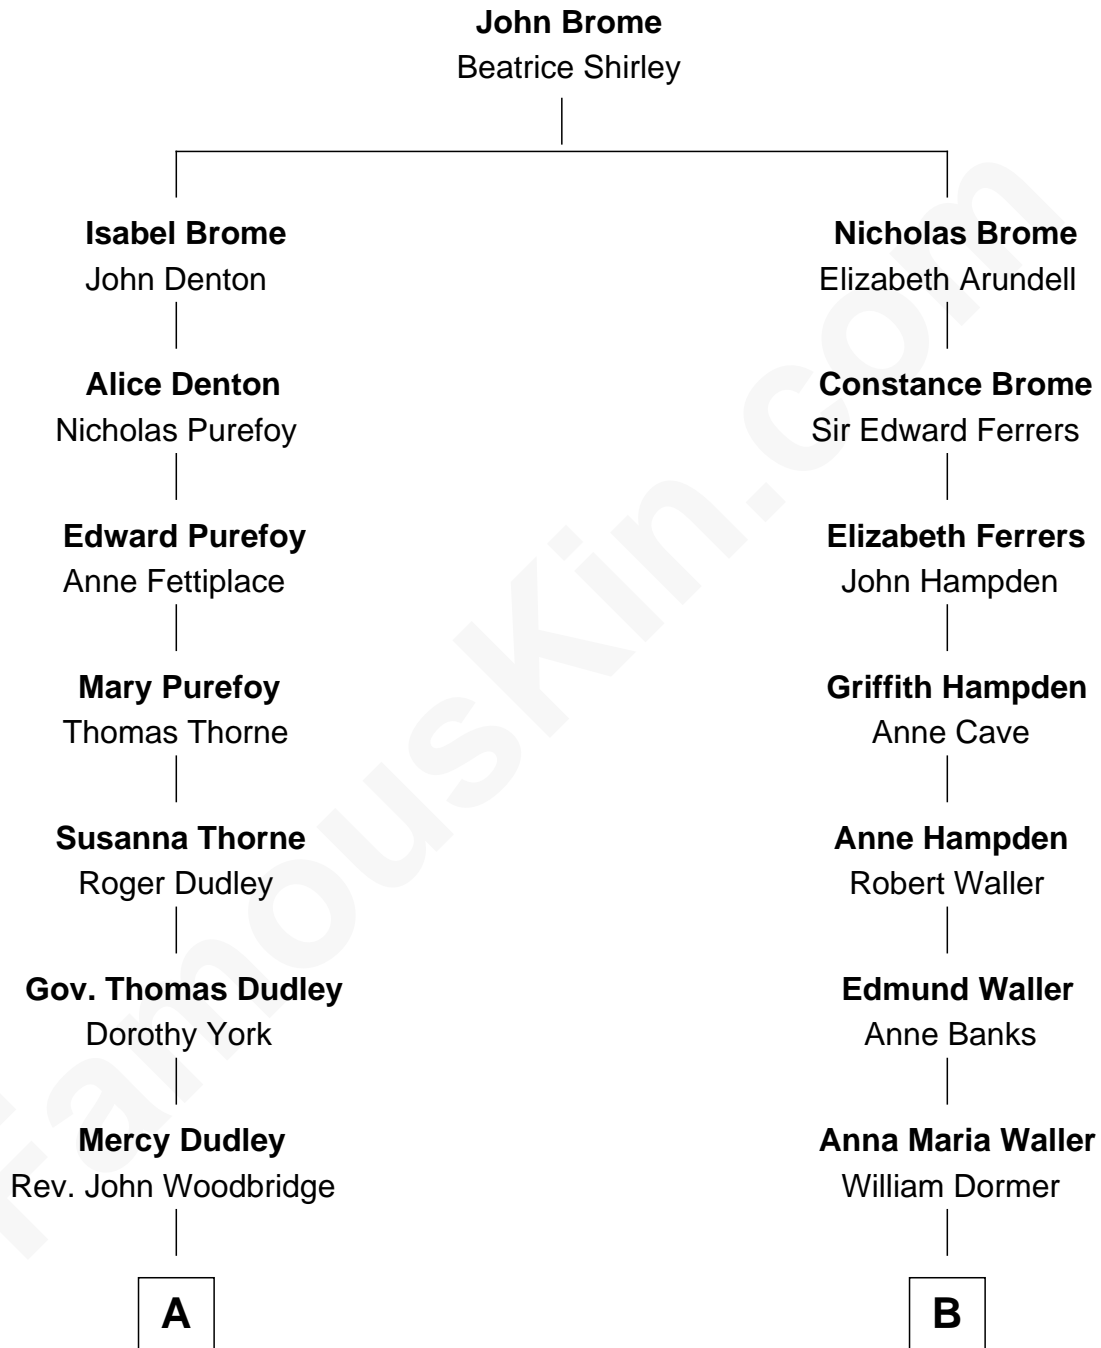 John Brome
Beatrice Shirley
Isabel Brome
John Denton
Nicholas Brome
Elizabeth Arundell
Alice Denton
Nicholas Purefoy
Constance Brome
Sir Edward Ferrers
Edward Purefoy
Anne Fettiplace
Elizabeth Ferrers
John Hampden
Mary Purefoy
Thomas Thorne
Griffith Hampden
Anne Cave
Susanna Thorne
Roger Dudley
Anne Hampden
Robert Waller
Gov. Thomas Dudley
Dorothy York
Edmund Waller
Anne Banks
Mercy Dudley
Rev. John Woodbridge
Anna Maria Waller
William Dormer
A
B
FamousKin.com